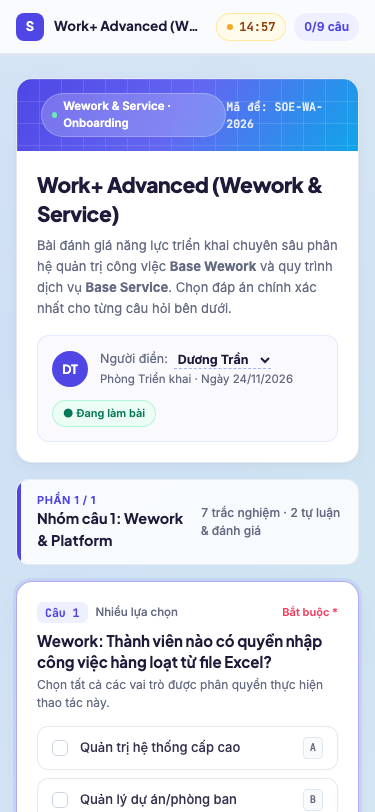 S
Work+ Advanced (W...
14:57
0/9 câu
Wework & Service ·
Onboarding
Mã đề: SOE-WA-
2026
Work+ Advanced (Wework &
Service)
Bài đánh giá năng lực triển khai chuyên sâu phân
hệ quản trị công việc Base Wework và quy trình
dịch vụ Base Service. Chọn đáp án chính xác
nhất cho từng câu hỏi bên dưới.
DT
Người điền: Dương Trần
Phòng Triển khai · Ngày 24/11/2026
Đang làm bài
PHẦN 1 / 1
Nhóm câu 1: Wework
& Platform
7 trắc nghiệm · 2 tự luận
& đánh giá
Câu 1
Nhiều lựa chọn
Bắt buộc *
Wework: Thành viên nào có quyền nhập
công việc hàng loạt từ file Excel?
Chọn tất cả các vai trò được phân quyền thực hiện
thao tác này.
Quản trị hệ thống cấp cao
A
Quản lý dự án/phòng ban
B